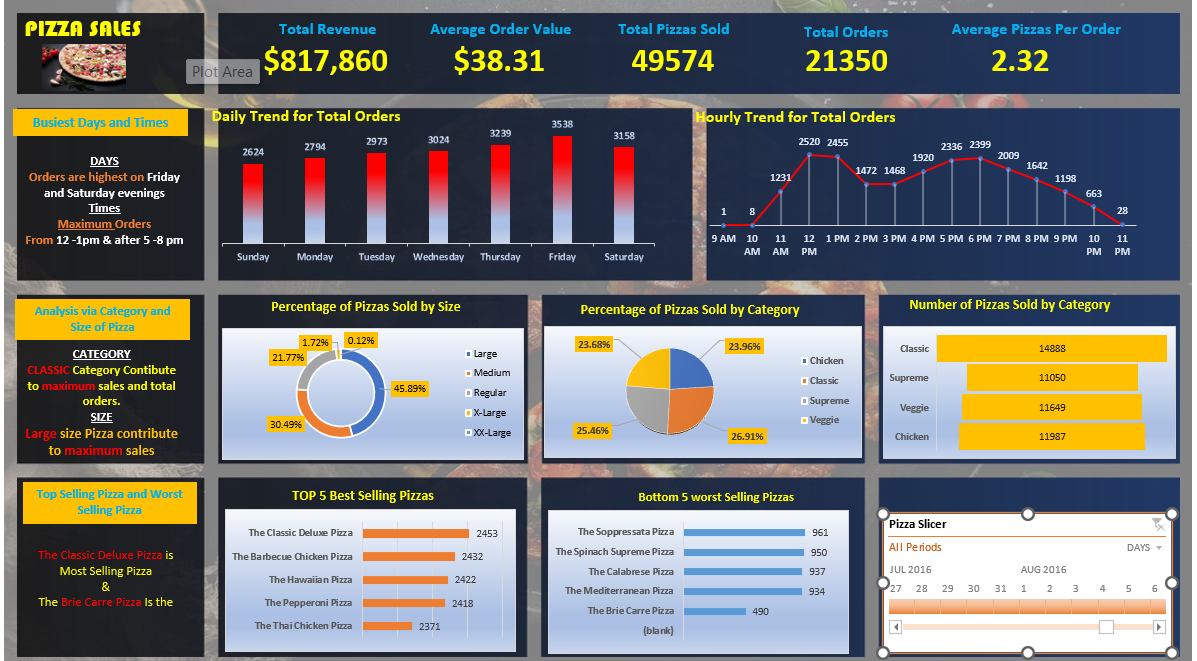 PIZZA SALES
Plot Area
Total Revenue
$817,860
Average Order Value
$38.31
Total Pizzas Sold
49574
Total Orders
21350
Average Pizzas Per Order
2.32
Busiest Days and Times
DAYS
Orders are highest on Friday
and Saturday evenings
Times
Maximum Orders
From 12 -1pm & after 5 -8 pm
Daily Trend for Total Orders
2624 2794 2973 3024 3239 3538 3158
Sunday Monday Tuesday Wednesday Thursday Friday Saturday
Hourly Trend for Total Orders
1 8 1231 2520 2455 1472 1468 1920 2336 2399 2009 1642 1198 663 28
9 AM 10 AM 11 AM 12 PM 1 PM 2 PM 3 PM 4 PM 5 PM 6 PM 7 PM 8 PM 9 PM 10 PM 11 PM
Analysis via Category and
Size of Pizza
CATEGORY
CLASSIC Category Contibute
to maximum sales and total
orders.
SIZE
Large size Pizza contribute
to maximum sales
Percentage of Pizzas Sold by Size
1.72% 0.12%
21.77%
45.89%
30.49%
Large
Medium
Regular
X-Large
XX-Large
Percentage of Pizzas Sold by Category
23.68% 23.96%
25.46% 26.91%
Chicken
Classic
Supreme
Veggie
Number of Pizzas Sold by Category
Classic 14888
Supreme 11050
Veggie 11649
Chicken 11987
Top Selling Pizza and Worst
Selling Pizza
The Classic Deluxe Pizza is
Most Selling Pizza
&
The Brie Carre Pizza Is the
TOP 5 Best Selling Pizzas
The Classic Deluxe Pizza 2453
The Barbecue Chicken Pizza 2432
The Hawaiian Pizza 2422
The Pepperoni Pizza 2418
The Thai Chicken Pizza 2371
Bottom 5 worst Selling Pizzas
The Soppressata Pizza 961
The Spinach Supreme Pizza 950
The Calabrese Pizza 937
The Mediterranean Pizza 934
The Brie Carre Pizza 490
(blank)
Pizza Slicer
All Periods DAYS
JUL 2016 AUG 2016
27 28 29 30 31 1 2 3 4 5 6